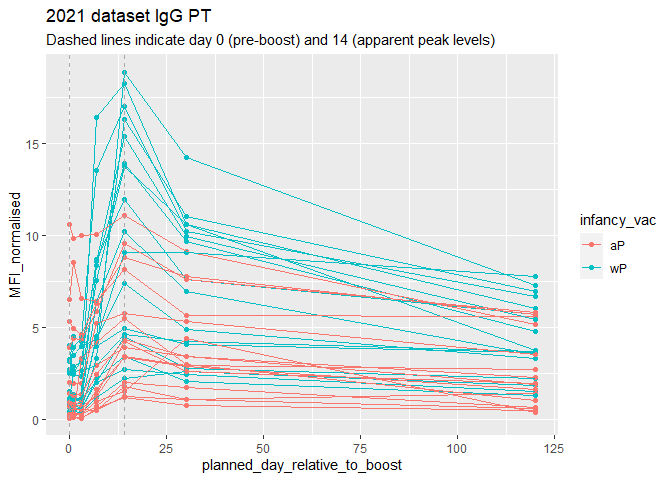 2021 dataset IgG PT
Dashed lines indicate day 0 (pre-boost) and 14 (apparent peak levels)
MFI_normalised
15
10
5
0
0
25
50
75
100
125
planned_day_relative_to_boost
infancy_vac
aP
wP